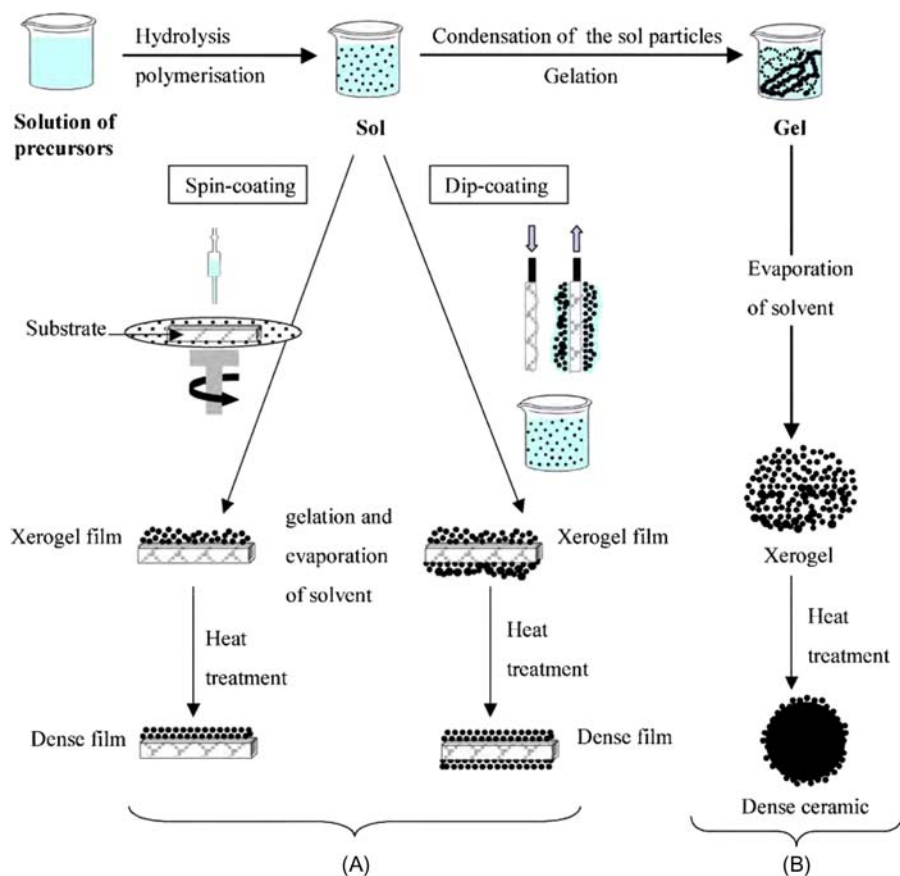 Hydrolysis
polymerisation
Condensation of the sol particles
Gelation
Solution of
precursors
Sol
Gel
Spin-coating
Dip-coating
Substrate
Evaporation
of solvent
Xerogel film
gelation and
evaporation
of solvent
Xerogel film
Xerogel
Heat
treatment
Heat
treatment
Heat
treatment
Dense film
Dense film
Dense ceramic
(A)
(B)